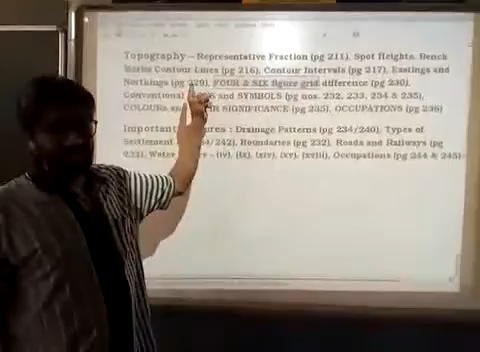 Topography – Representative Fraction (pg 211), Spot Heights, Bench
Marks Contour Lines (pg 216), Contour Intervals (pg 217), Eastings and
Northings (pg 229), FOUR & SIX figure grid difference (pg 230),
Conventional and SYMBOLS (pg nos. 232, 233, 234 & 235),
COLOURs SIGNIFICANCE (pg 235), OCCUPATIONS (pg 236)
Important : Drainage Patterns (pg 234/240), Types of
Settlement /242), Boundaries (pg 232), Roads and Railways (pg
233), Water – (iv), (ix), (xiv), (xv), (xviii), Occupations (pg 244 & 245)